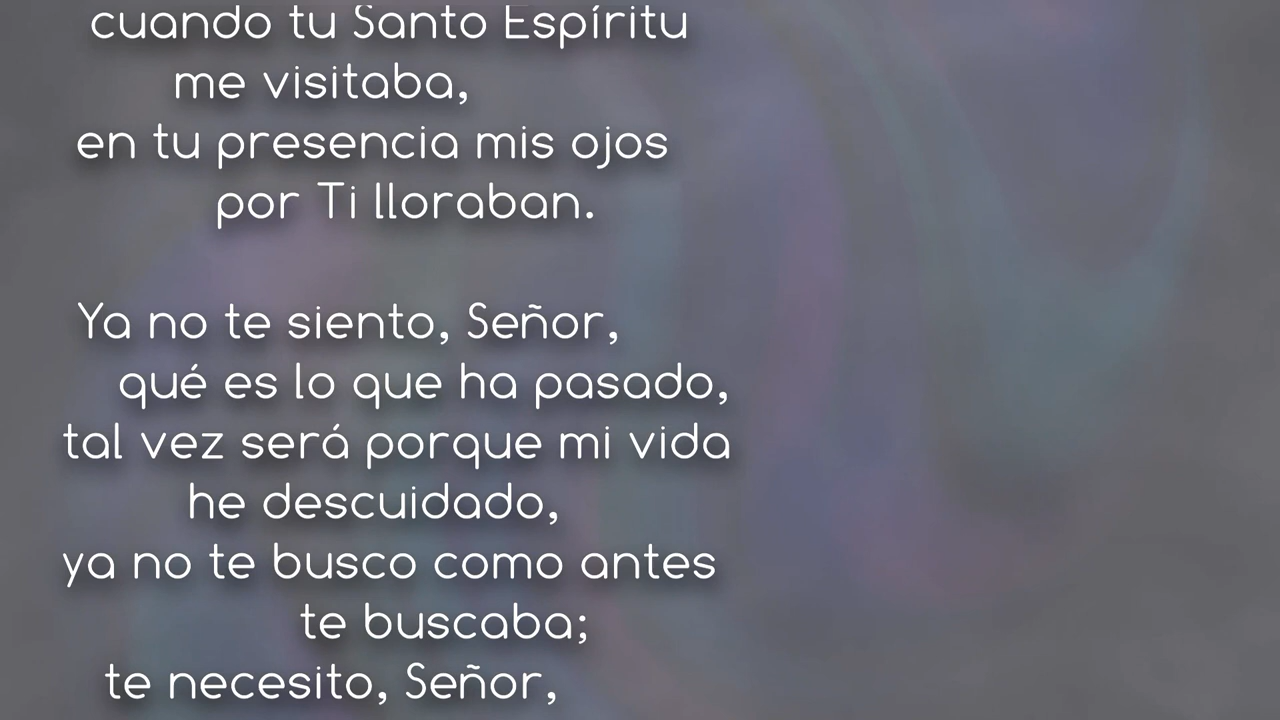 cuando tu Santo Espíritu
me visitaba,
en tu presencia mis ojos
por Ti lloraban.
Ya no te siento, Señor,
qué es lo que ha pasado,
tal vez será porque mi vida
he descuidado,
ya no te busco como antes
te buscaba;
te necesito, Señor,